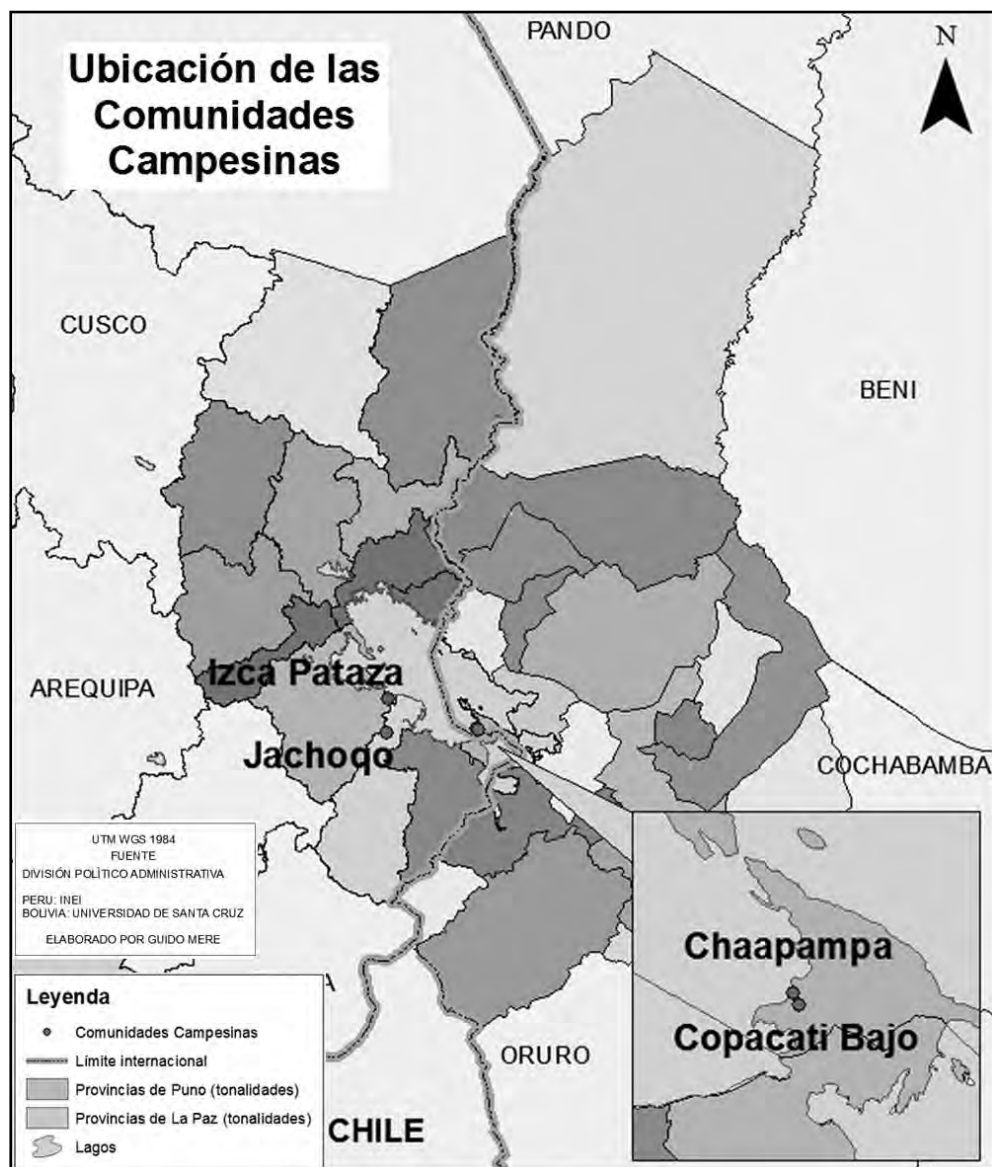 Ubicación de las
Comunidades
Campesinas
PANDO
N
CUSCO
BENI
Izca Pataza
AREQUIPA
Jachoqo
COCHABAMBA
UTM WGS 1984
FUENTE
DIVISIÓN POLÌTICO ADMINISTRATIVA
PERU: INEI
BOLIVIA: UNIVERSIDAD DE SANTA CRUZ
ELABORADO POR GUIDO MERE
Chaapampa
Copacati Bajo
A
ORURO
CHILE
Leyenda
Comunidades Campesinas
Límite internacional
Provincias de Puno (tonalidades)
Provincias de La Paz (tonalidades)
Lagos